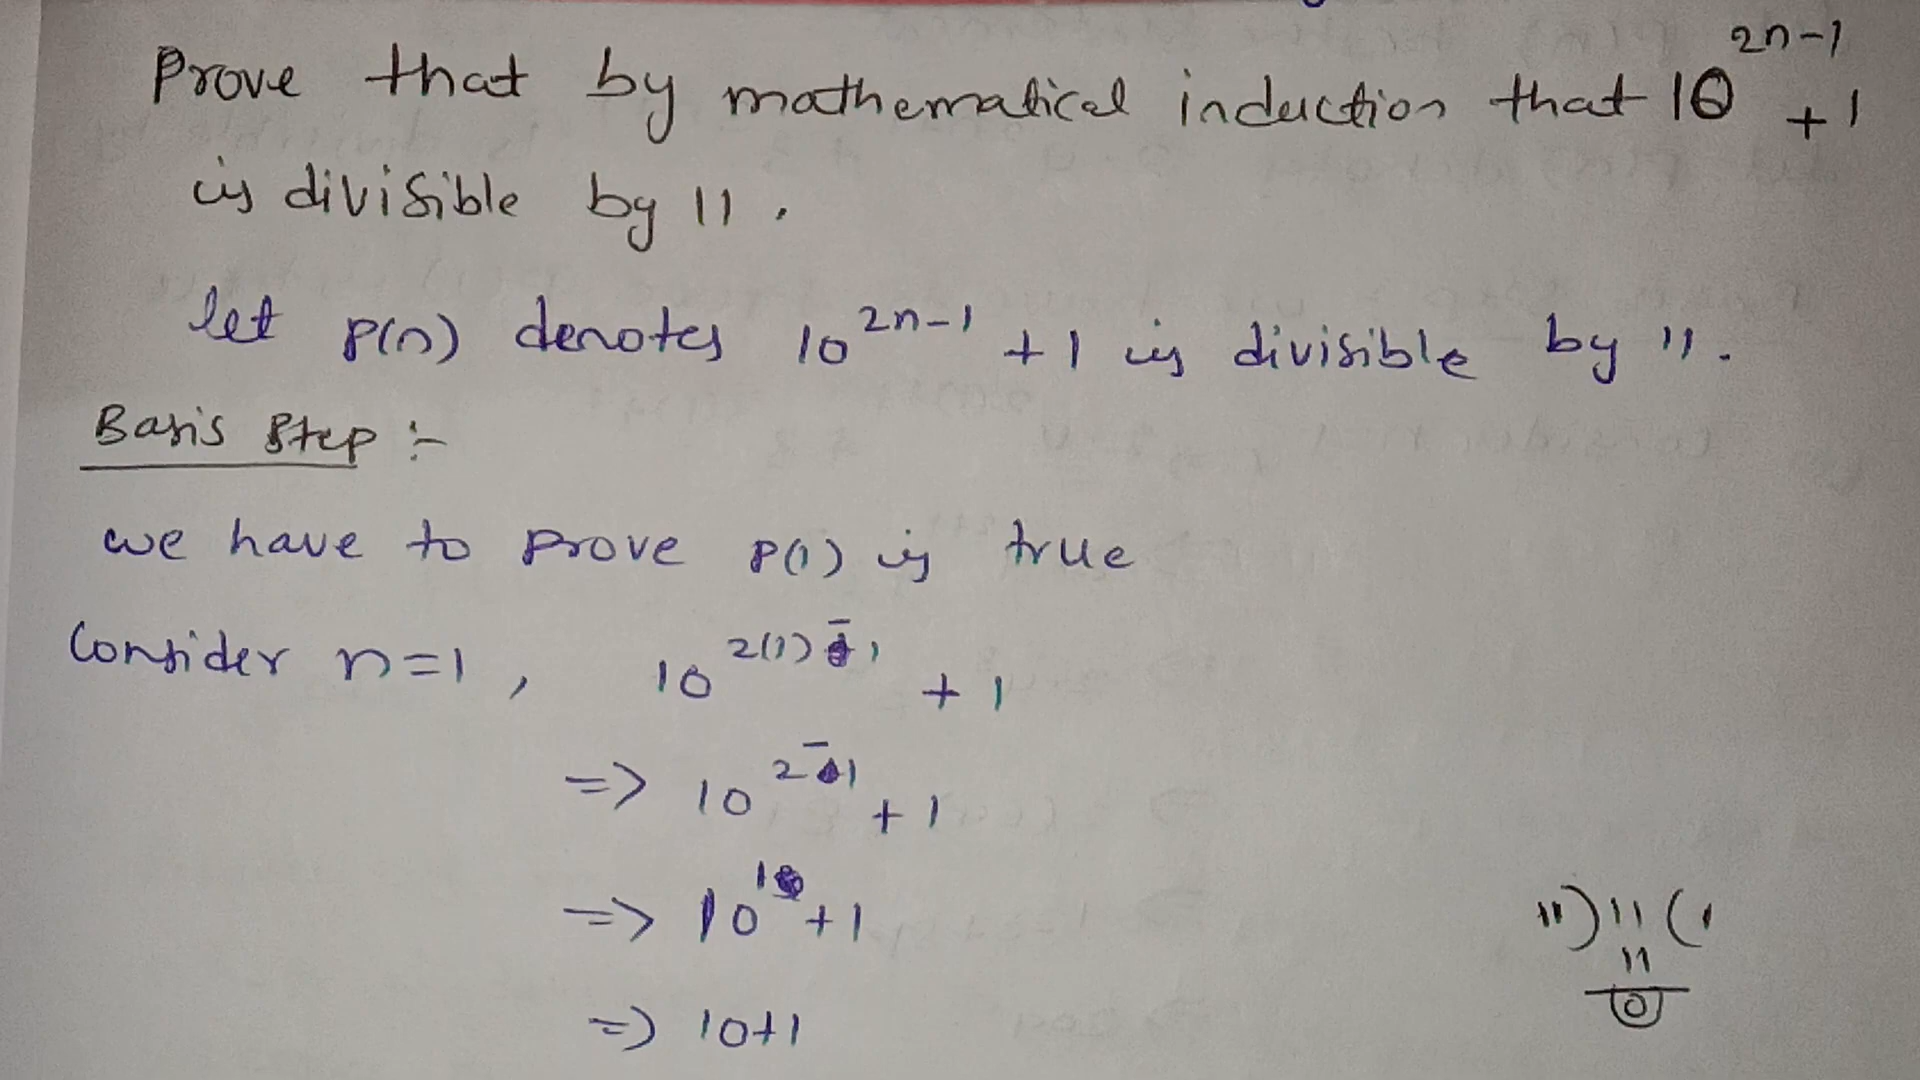 Prove that by mathematical induction that 10^{2n-1} + 1
is divisible by 11.
let P(n) denotes 10^{2n-1} + 1 is divisible by 11.
Basis Step :-
we have to prove P(1) is true
Consider n=1, 10^{2(1)-1} + 1
=> 10^{2-1} + 1
=> 10^{1} + 1
=> 10+1
11)11(1
11
0